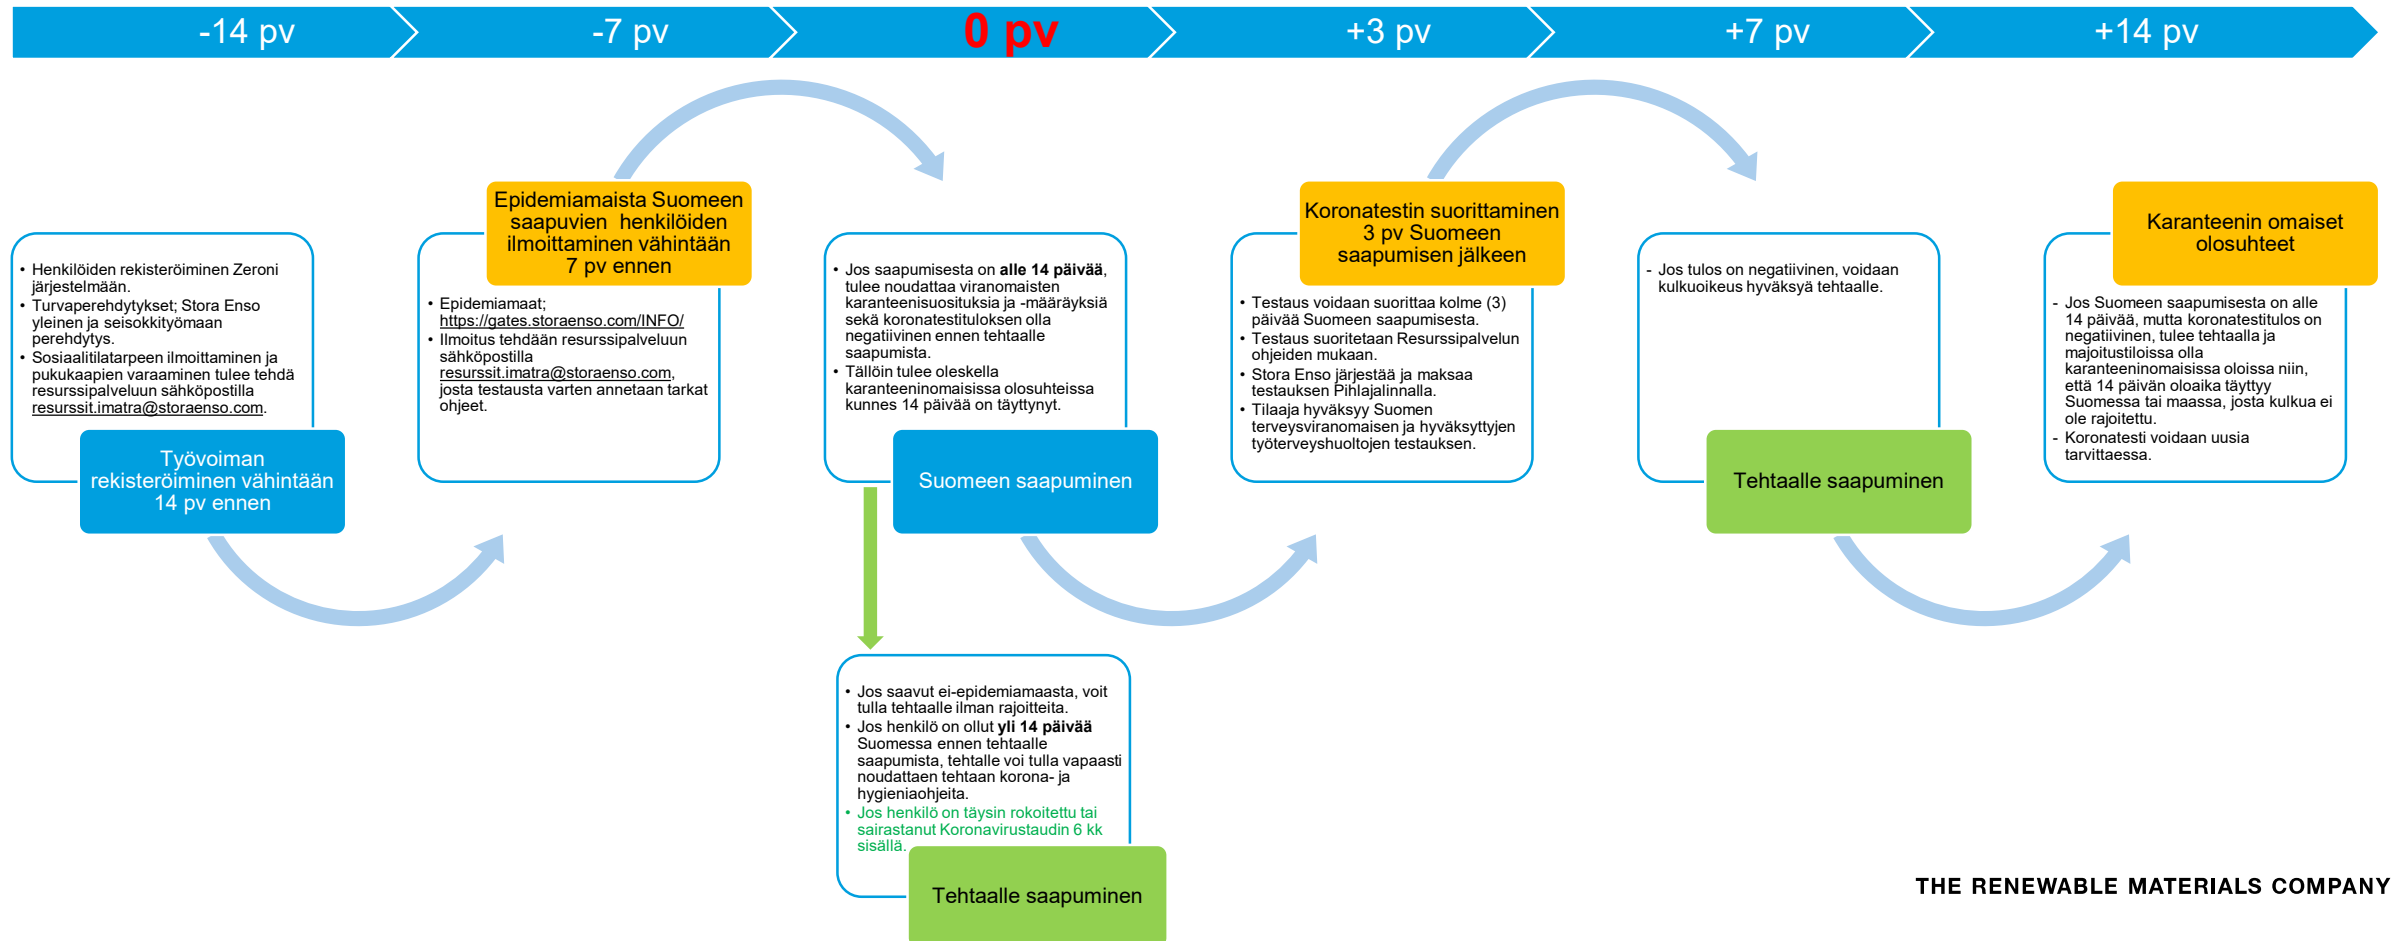 -14 pv
-7 pv
0 pv
+3 pv
+7 pv
+14 pv
• Henkilöiden rekisteröiminen Zeroni
järjestelmään.
• Turvaperehdytykset; Stora Enso
yleinen ja seisokkityömaan
perehdytys.
• Sosiaalitilatarpeen ilmoittaminen ja
pukukaapien varaaminen tulee tehdä
resurssipalveluun sähköpostilla
resurssit.imatra@storaenso.com.
Työvoiman
rekisteröiminen vähintään
14 pv ennen
Epidemiamaista Suomeen
saapuvien henkilöiden
ilmoittaminen vähintään
7 pv ennen
• Epidemiamaat;
https://gates.storaenso.com/INFO/
• Ilmoitus tehdään resurssipalveluun
sähköpostilla
resurssit.imatra@storaenso.com,
josta testausta varten annetaan tarkat
ohjeet.
• Jos saapumisesta on alle 14 päivää,
tulee noudattaa viranomaisten
karanteenisuosituksia ja -määräyksiä
sekä koronatestituloksen olla
negatiivinen ennen tehtaalle
saapumista.
• Tällöin tulee oleskella
karanteeninomaisissa olosuhteissa
kunnes 14 päivää on täyttynyt.
Suomeen saapuminen
Koronatestin suorittaminen
3 pv Suomeen
saapumisen jälkeen
• Testaus voidaan suorittaa kolme (3)
päivää Suomeen saapumisesta.
• Testaus suoritetaan Resurssipalvelun
ohjeiden mukaan.
• Stora Enso järjestää ja maksaa
testauksen Pihlajalinnalla.
• Tilaaja hyväksyy Suomen
terveysviranomaisen ja hyväksyttyjen
työterveyshuoltojen testauksen.
- Jos tulos on negatiivinen, voidaan
kulkuoikeus hyväksyä tehtaalle.
Tehtaalle saapuminen
Karanteenin omaiset
olosuhteet
- Jos Suomeen saapumisesta on alle
14 päivää, mutta koronatestitulos on
negatiivinen, tulee tehtaalla ja
majoitustiloissa olla
karanteeninomaisissa oloissa niin,
että 14 päivän oloaika täyttyy
Suomessa tai maassa, josta kulkua ei
ole rajoitettu.
- Koronatesti voidaan uusia
tarvittaessa.
• Jos saavut ei-epidemiamaasta, voit
tulla tehtaalle ilman rajoitteita.
• Jos henkilö on ollut yli 14 päivää
Suomessa ennen tehtaalle
saapumista, tehtalle voi tulla vapaasti
noudattaen tehtaan korona- ja
hygieniaohjeita.
• Jos henkilö on täysin rokoitettu tai
sairastanut Koronavirustaudin 6 kk
sisällä.
Tehtaalle saapuminen
THE RENEWABLE MATERIALS COMPANY